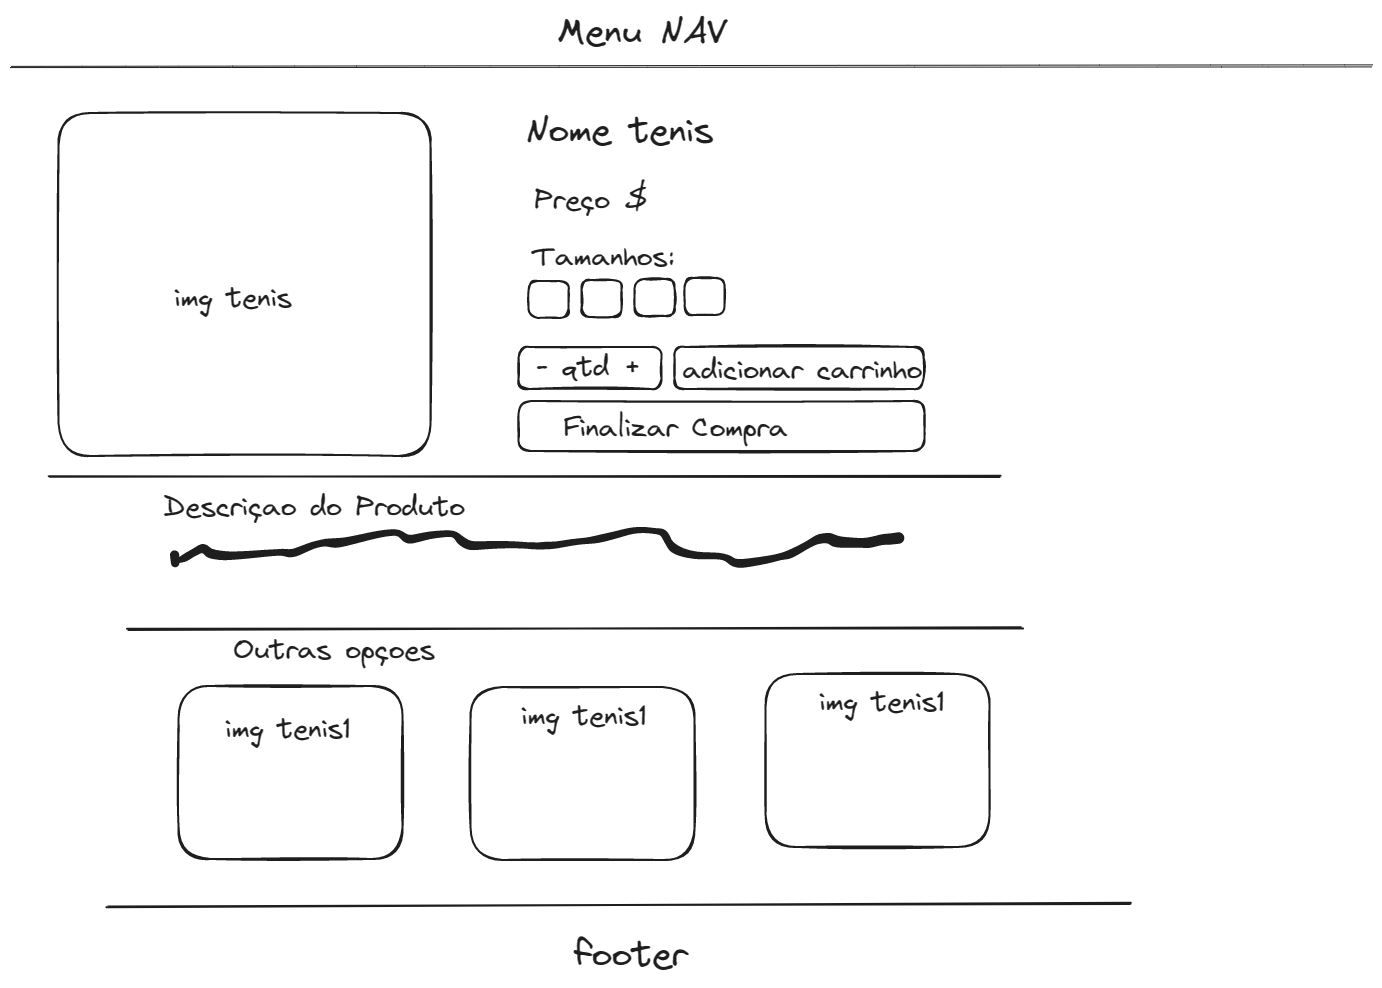 Menu NAV
Nome tenis
Preço $
Tamanhos:
img tenis
- qtd +
adicionar carrinho
Finalizar Compra
Descriçao do Produto
Outras opçoes
img tenis1
img tenis1
img tenis1
footer